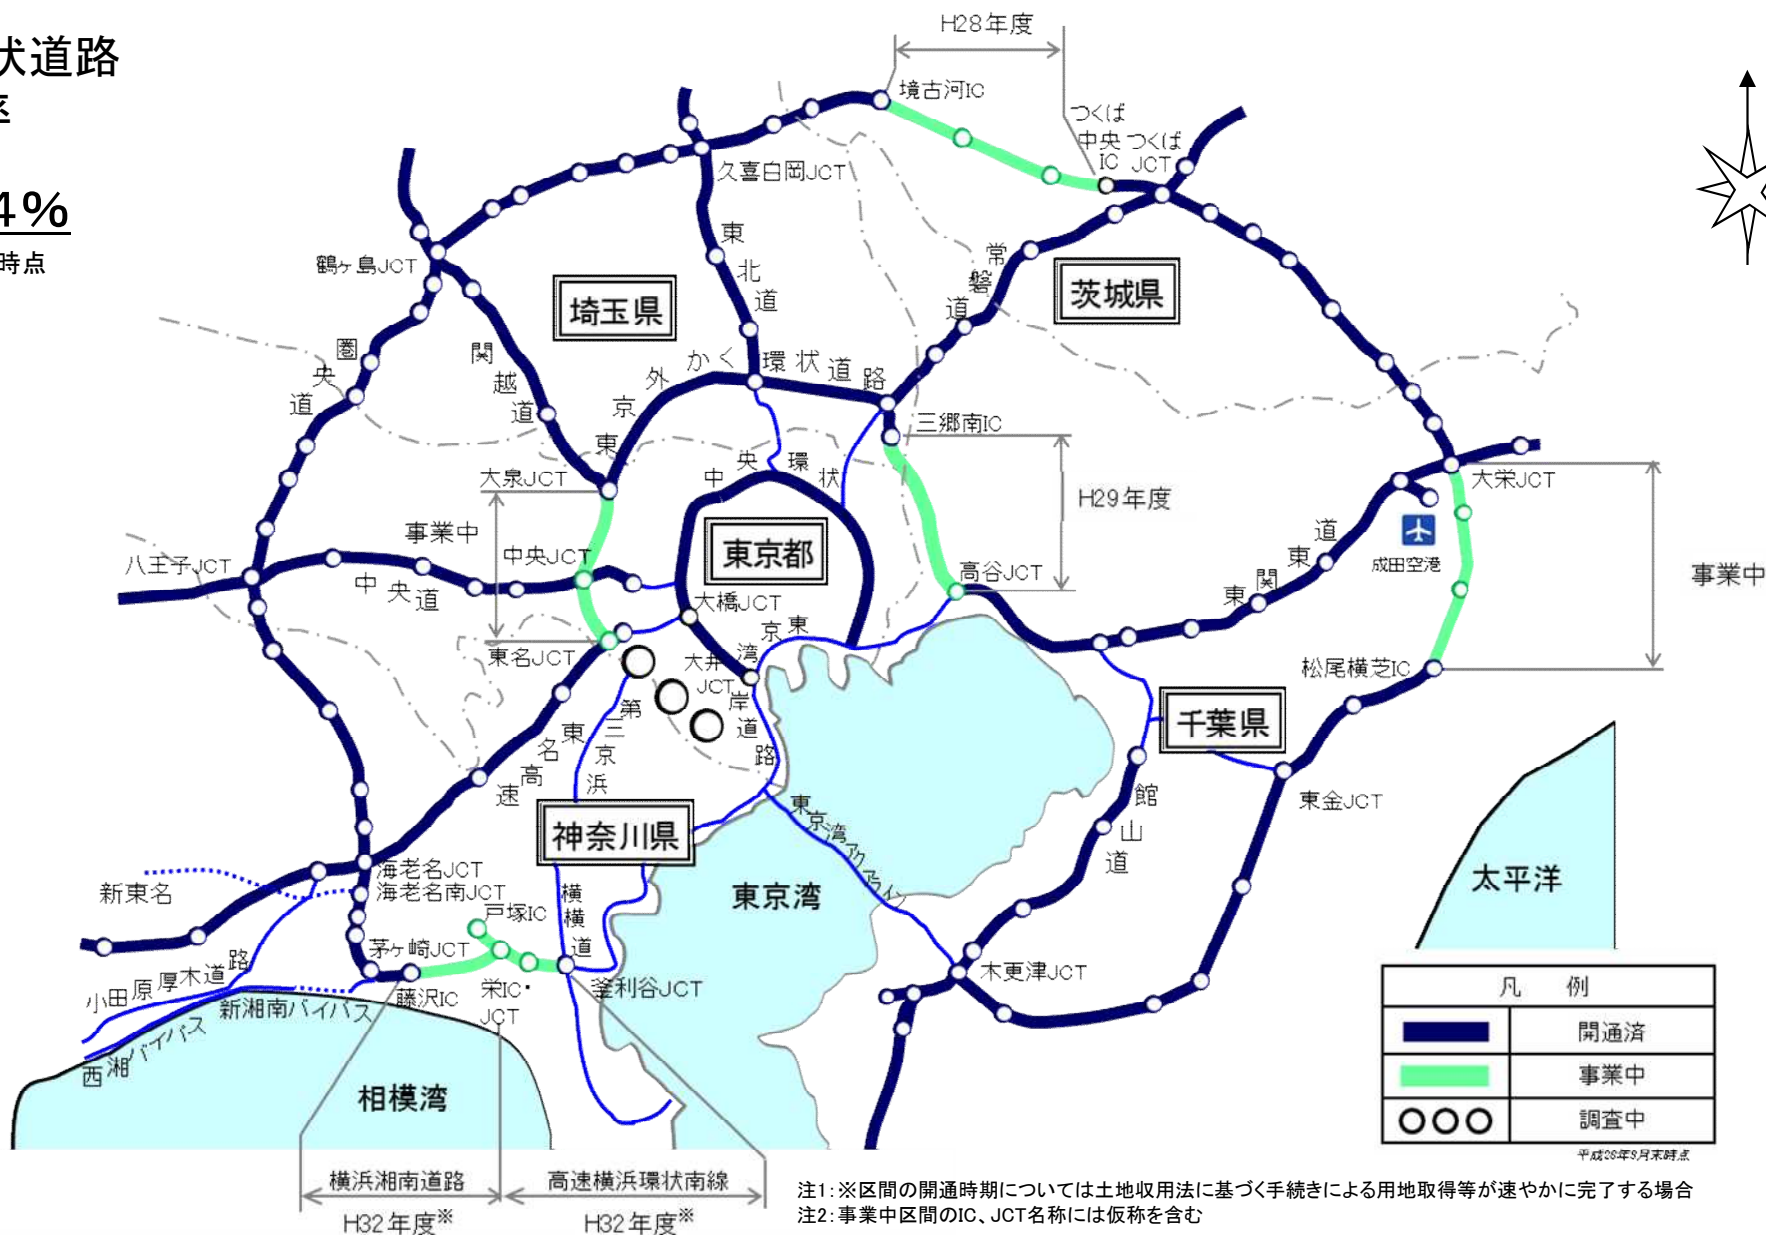 状道路
率
4%
時点
H28年度
境古河IC
つくば
中央
IC
つくば
JCT
久喜白岡JCT
鶴ヶ島JCT
埼玉県
茨城県
東北道
常磐道
関越道
圏央道
東京外かく環状道路
三郷南IC
大泉JCT
中央環状
H29年度
大栄JCT
成田空港
事業中
事業中
八王子JCT
中央道
中央JCT
東京都
高谷JCT
東関東道
大橋JCT
東名JCT
大井
JCT
東京湾岸道路
松尾横芝IC
千葉県
第三京浜
東名高速
神奈川県
東京湾アクアライン
館山道
東金JCT
海老名JCT
海老名南JCT
新東名
東京湾
太平洋
戸塚IC
横横道
茅ヶ崎JCT
木更津JCT
小田原厚木道路
藤沢IC
栄IC・
JCT
釜利谷JCT
新湘南バイパス
西湘バイパス
相模湾
凡 例
開通済
事業中
調査中
平成26年9月末時点
横浜湘南道路
H32年度※
高速横浜環状南線
H32年度※
注1:※区間の開通時期については土地収用法に基づく手続きによる用地取得等が速やかに完了する場合
注2:事業中区間のIC、JCT名称には仮称を含む